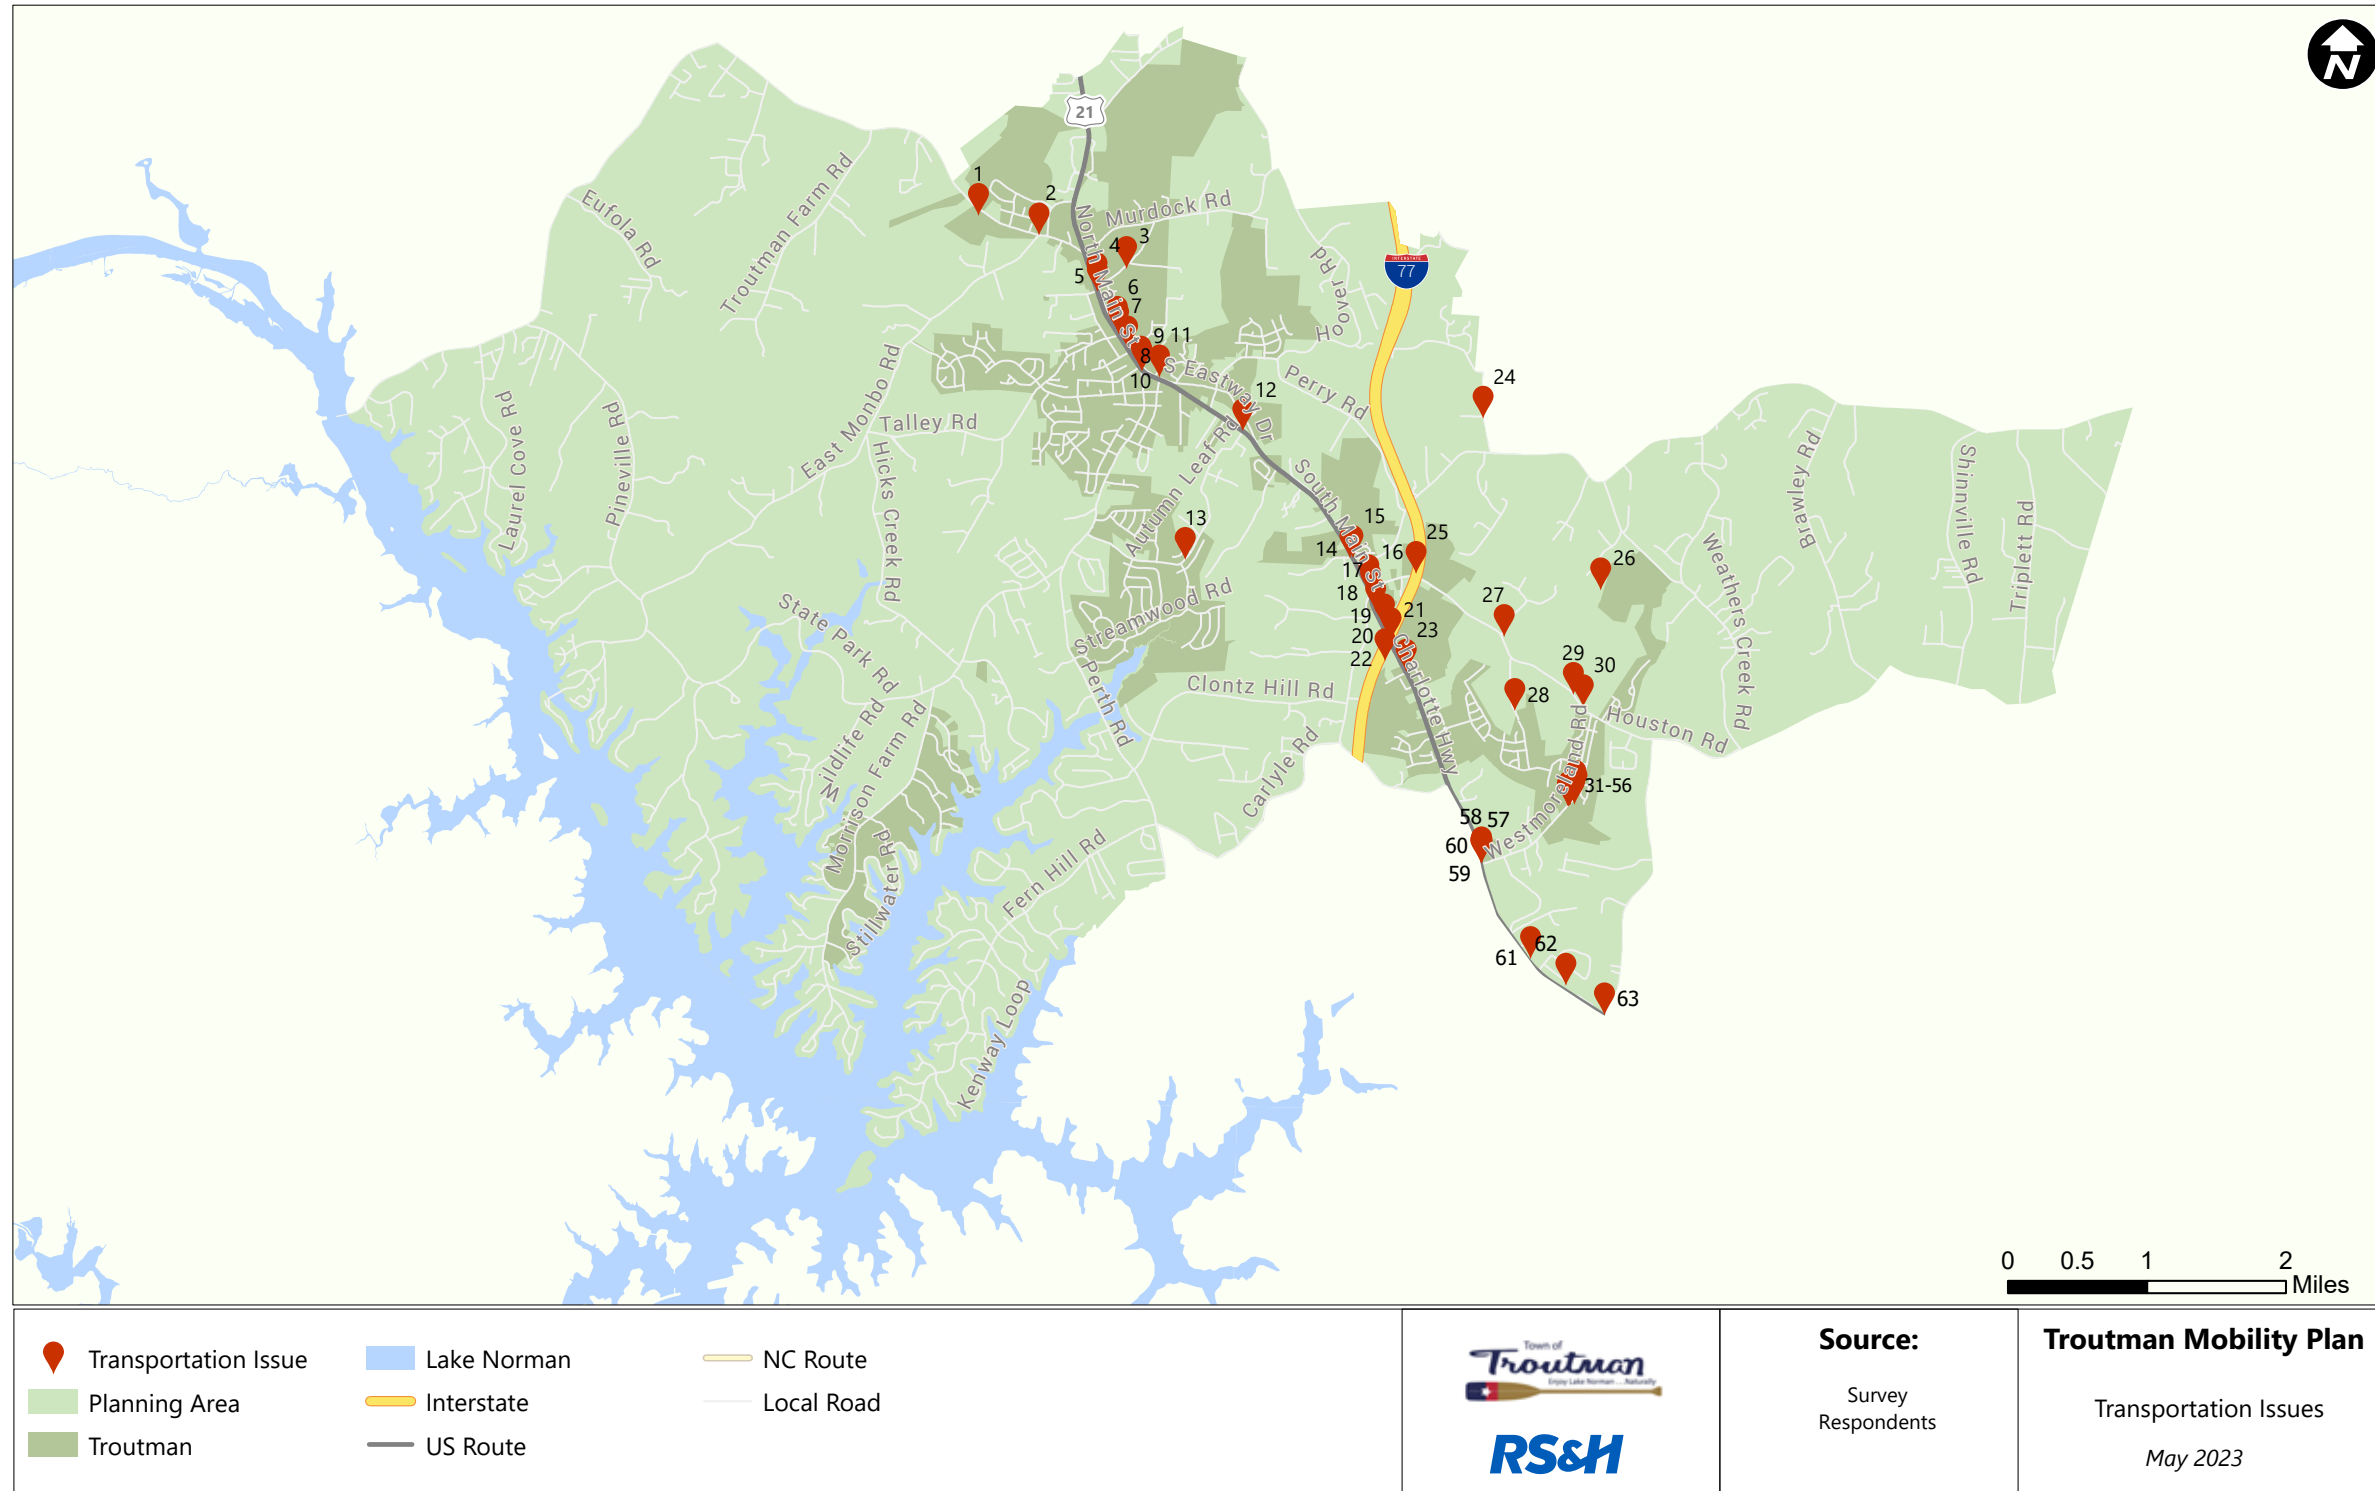 N
21
1
2
Murdock Rd
3
4
5
North Main St
6
7
8
9
11
10
S Eastway Dr
12
Eufola Rd
Troutman Farm Rd
Hoover Rd
INTERSTATE
77
Perry Rd
24
Laurel Cove Rd
Pineville Rd
East Monbo Rd
Talley Rd
Hicks Creek Rd
Autumn Leaf Rd
13
South Main St
15
14
16
25
17
18
19
21
20
23
22
Charlotte Hwy
26
27
28
29
30
Brawley Rd
Shinnville Rd
Triplett Rd
Weathers Creek Rd
Houston Rd
State Park Rd
Streamwood Rd
S Perth Rd
Clontz Hill Rd
Carlyle Rd
Wildlife Rd
Morrison Farm Rd
Stillwater Rd
Fern Hill Rd
Kenway Loop
Westmoreland Rd
31-56
58
57
60
59
61
62
63
0 0.5 1 2
Miles
Transportation Issue
Planning Area
Troutman
Lake Norman
Interstate
US Route
NC Route
Local Road
Town of
Troutman
Enjoy Lake Norman ... Naturally
RS&H
Source:
Survey
Respondents
Troutman Mobility Plan
Transportation Issues
May 2023